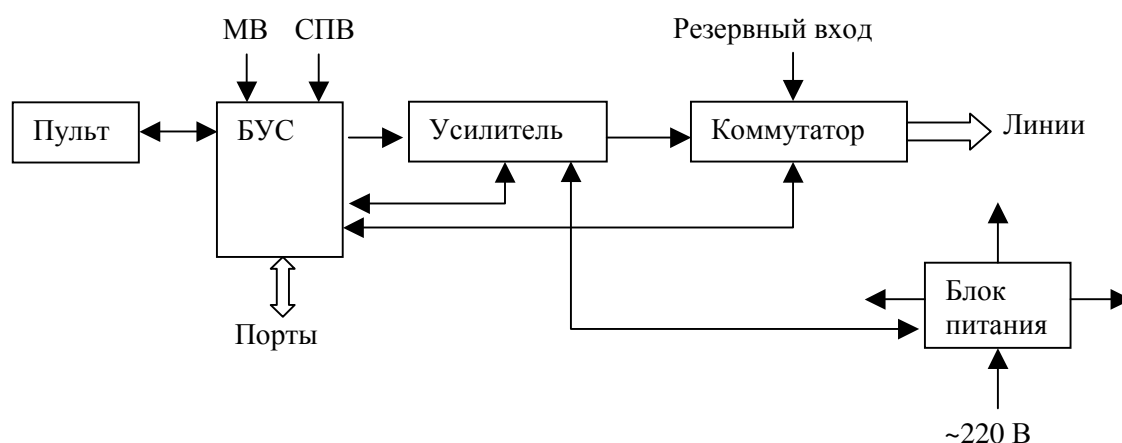 МВ СПВ Резервный вход
Пульт БУС Усилитель Коммутатор Линии
Блок
питания
Порты
~220 В